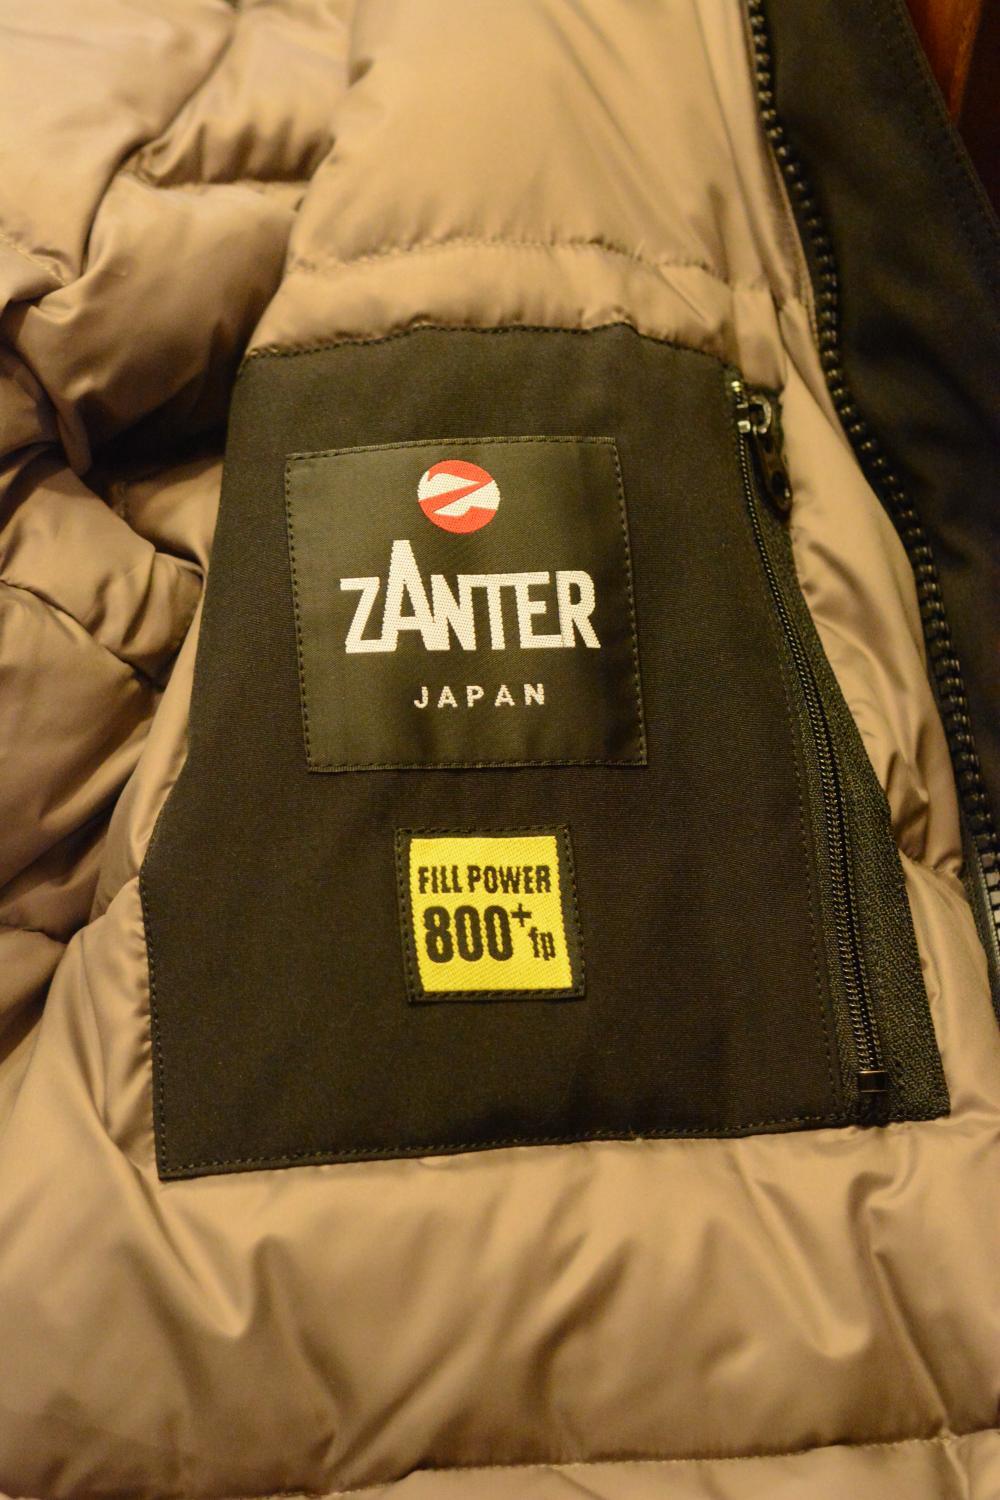 ZANTER
JAPAN
FILL POWER
800+fp